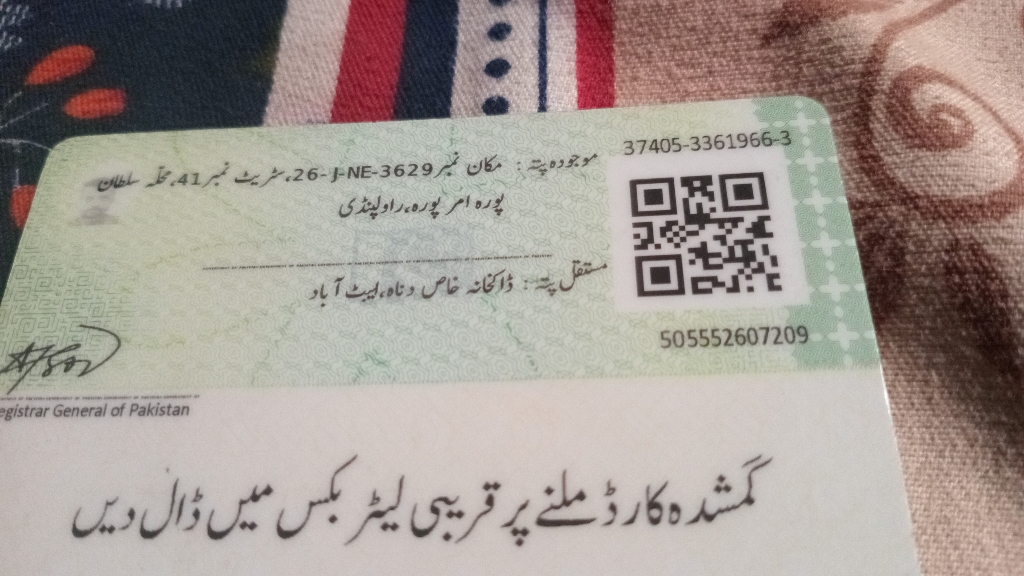 37405-3361966-3
موجودہ پتہ: مکان نمبر 26-J-NE-3629، سٹریٹ نمبر 41، محلہ سلطان
پورہ امر پورہ، راولپنڈی
مستقل پتہ: ڈاکخانہ خاص دناہ، ایبٹ آباد
505552607209
egistrar General of Pakistan
گمشدہ کارڈ ملنے پر قریبی لیٹر بکس میں ڈال دیں